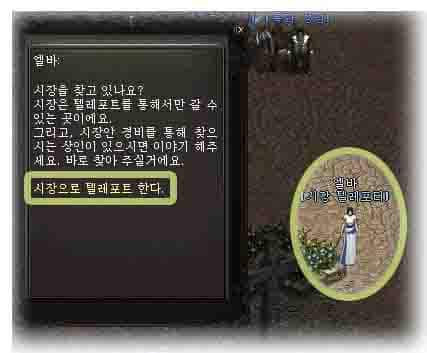 엘바:
시장을 찾고 있나요?
시장은 텔레포트를 통해서만 갈 수
있는 곳이에요.
그리고, 시장안 경비를 통해 찾으
시는 상인이 있으시면 이야기 해주
세요. 바로 찾아 주실거에요.
시장으로 텔레포트 한다.
엘바
[시장 텔레포터]